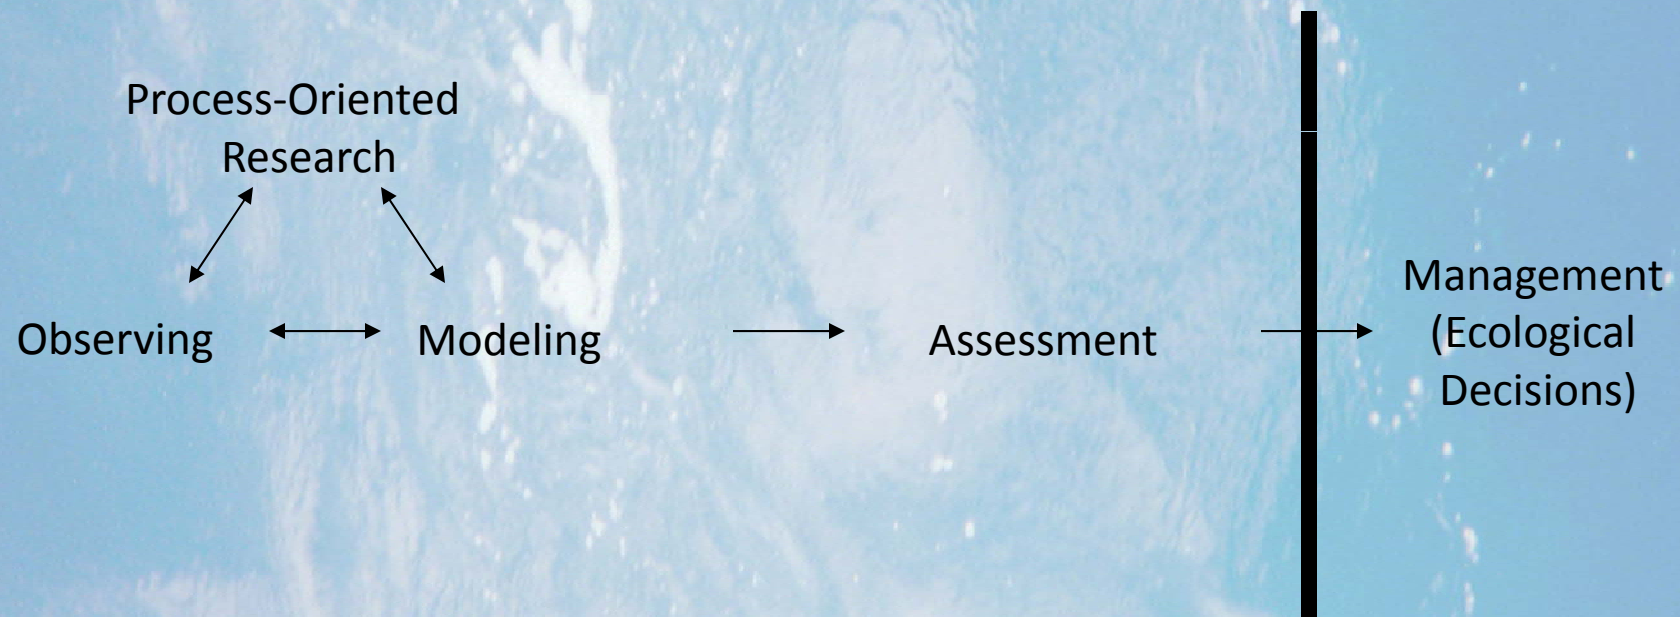 Process-Oriented
Research
Observing
Modeling
Assessment
Management
(Ecological
Decisions)